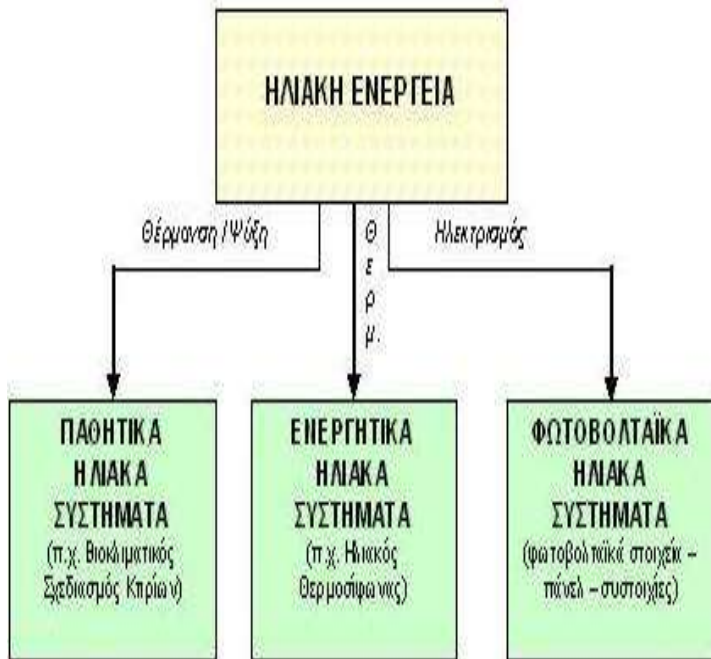 ΗΛΙΑΚΗ ΕΝΕΡΓΕΙΑ
Θέρμανση / Ψύξη
Θ
ε
ρ
μ.
Ηλεκτρισμός
ΠΑΘΗΤΙΚΑ
ΗΛΙΑΚΑ
ΣΥΣΤΗΜΑΤΑ
(π.χ. Βιοκλιματικός
Σχεδιασμός Κτιρίων)
ΕΝΕΡΓΗΤΙΚΑ
ΗΛΙΑΚΑ
ΣΥΣΤΗΜΑΤΑ
(π.χ. Ηλιακός
Θερμοσίφωνας)
ΦΩΤΟΒΟΛΤΑΪΚΑ
ΗΛΙΑΚΑ
ΣΥΣΤΗΜΑΤΑ
(φωτοβολταϊκά στοιχεία –
πάνελ – συστοιχίες)